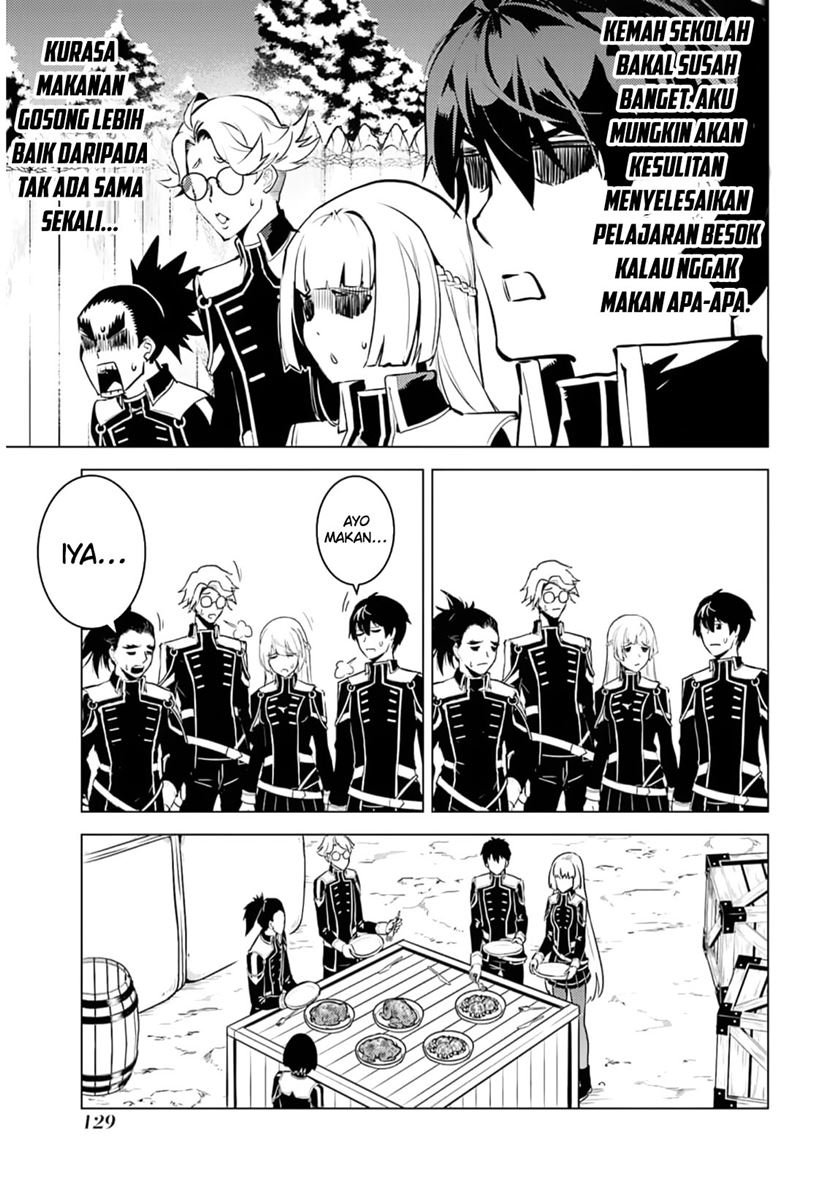 KEMAH SEKOLAH
BAKAL SUSAH
BANGET. AKU
MUNGKIN AKAN
KESULITAN
MENYELESAIKAN
PELAJARAN BESOK
KALAU NGGAK
MAKAN APA-APA.
KURASA
MAKANAN
GOSONG LEBIH
BAIK DARIPADA
TAK ADA SAMA
SEKALI...
AYO
MAKAN...
IYA...
129